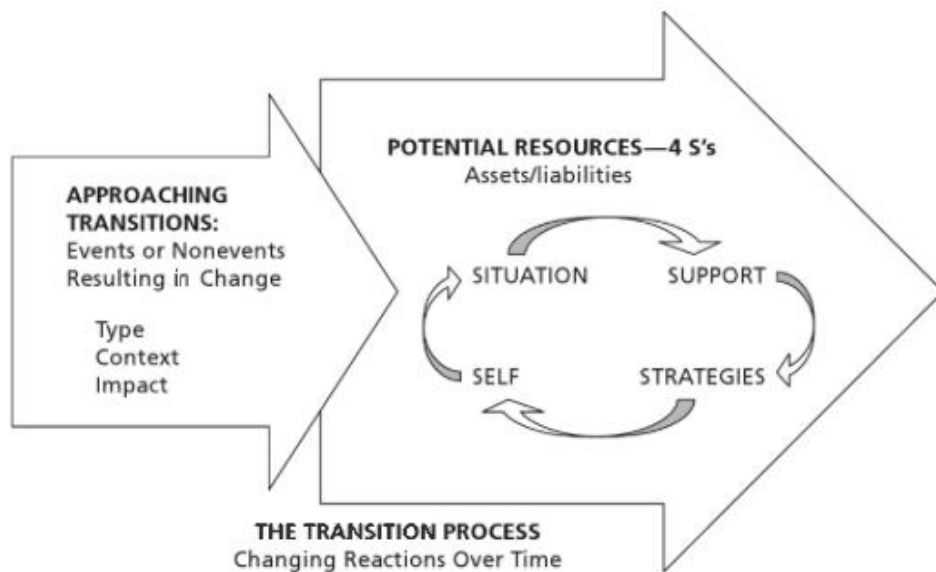 POTENTIAL RESOURCES—4 S's
Assets/liabilities
APPROACHING
TRANSITIONS:
Events or Nonevents
Resulting in Change
Type
Context
Impact
SITUATION
SUPPORT
SELF
STRATEGIES
THE TRANSITION PROCESS
Changing Reactions Over Time